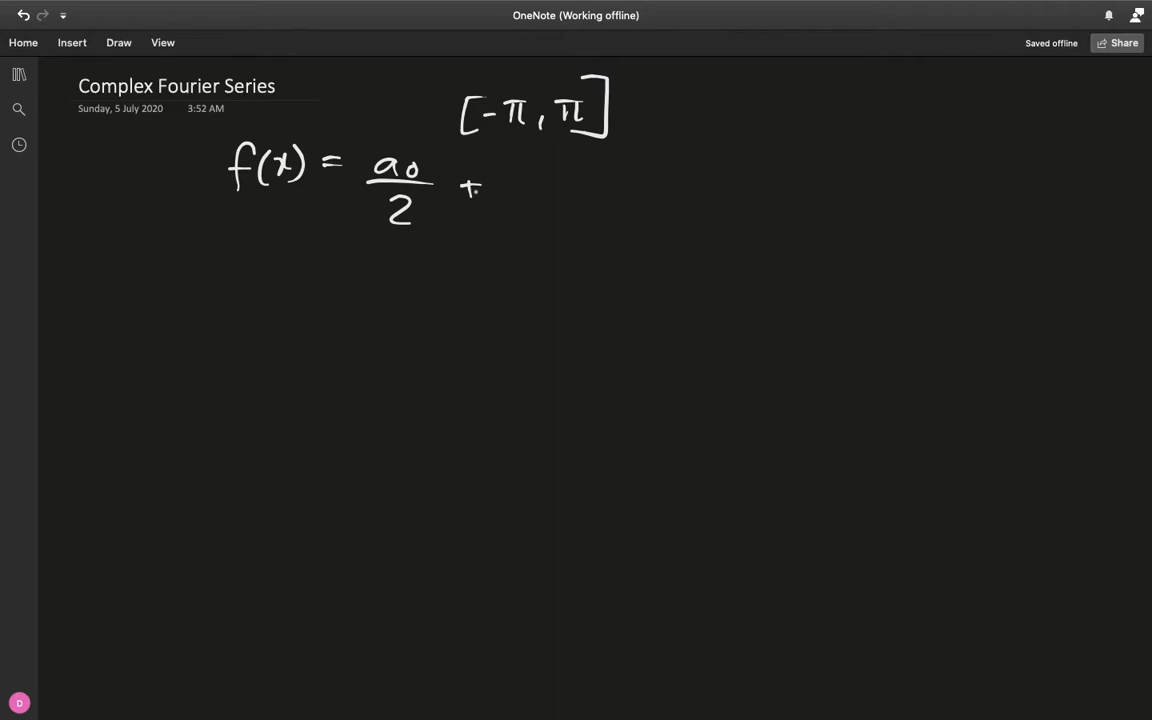 OneNote (Working offline)
Home Insert Draw View
Saved offline Share
Complex Fourier Series
Sunday, 5 July 2020 3:52 AM
[-π, π]
f(x) = a₀/2 +
D